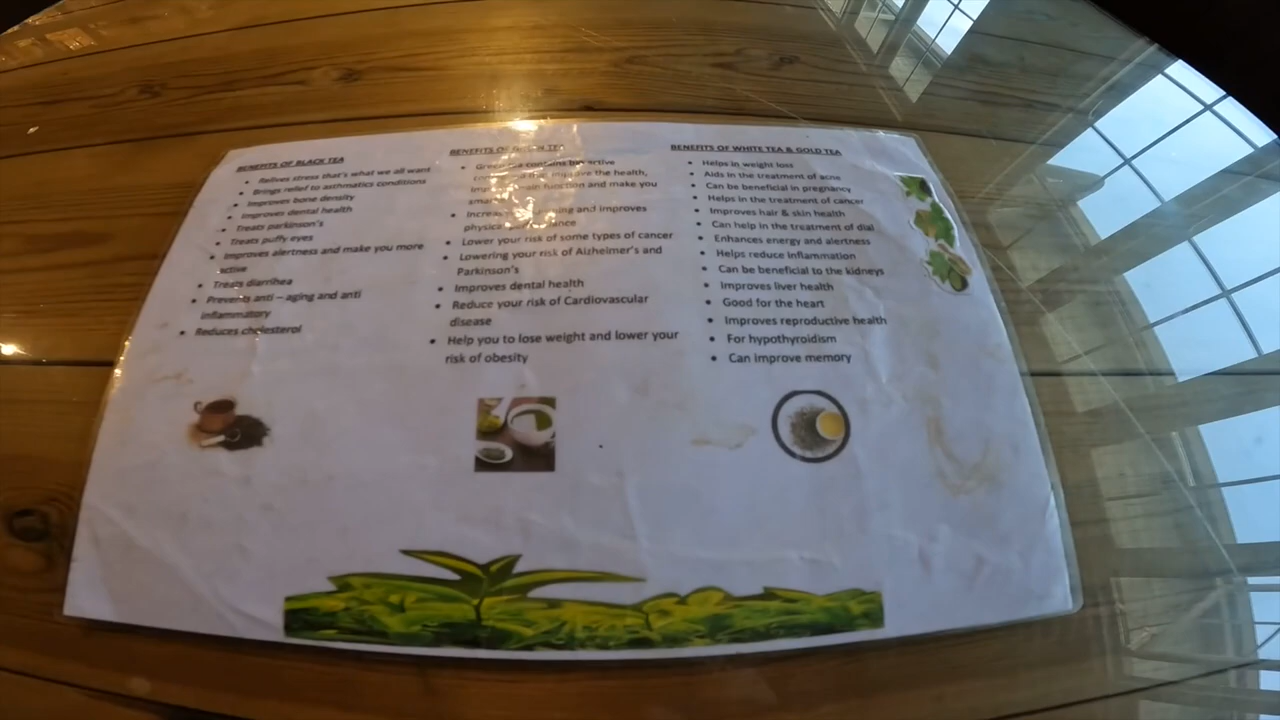 BENEFITS OF BLACK TEA
• Relives stress that's what we all want
• Brings relief to asthmatics conditions
• Improves bone density
• Improves dental health
• Treats parkinson's
• Treats puffy eyes
• Improves alertness and make you more
active
• Treats diarrhea
• Prevents anti – aging and anti
inflammatory
• Reduces cholesterol
BENEFITS OF TEA
• contains active
improve the health,
function and make you
• and improves
• Lower your risk of some types of cancer
• Lowering your risk of Alzheimer's and
Parkinson's
• Improves dental health
• Reduce your risk of Cardiovascular
disease
• Help you to lose weight and lower your
risk of obesity
BENEFITS OF WHITE TEA & GOLD TEA
• Helps in weight loss
• Aids in the treatment of acne
• Can be beneficial in pregnancy
• Helps in the treatment of cancer
• Improves hair & skin health
• Can help in the treatment of dial
• Enhances energy and alertness
• Helps reduce inflammation
• Can be beneficial to the kidneys
• Improves liver health
• Good for the heart
• Improves reproductive health
• For hypothyroidism
• Can improve memory